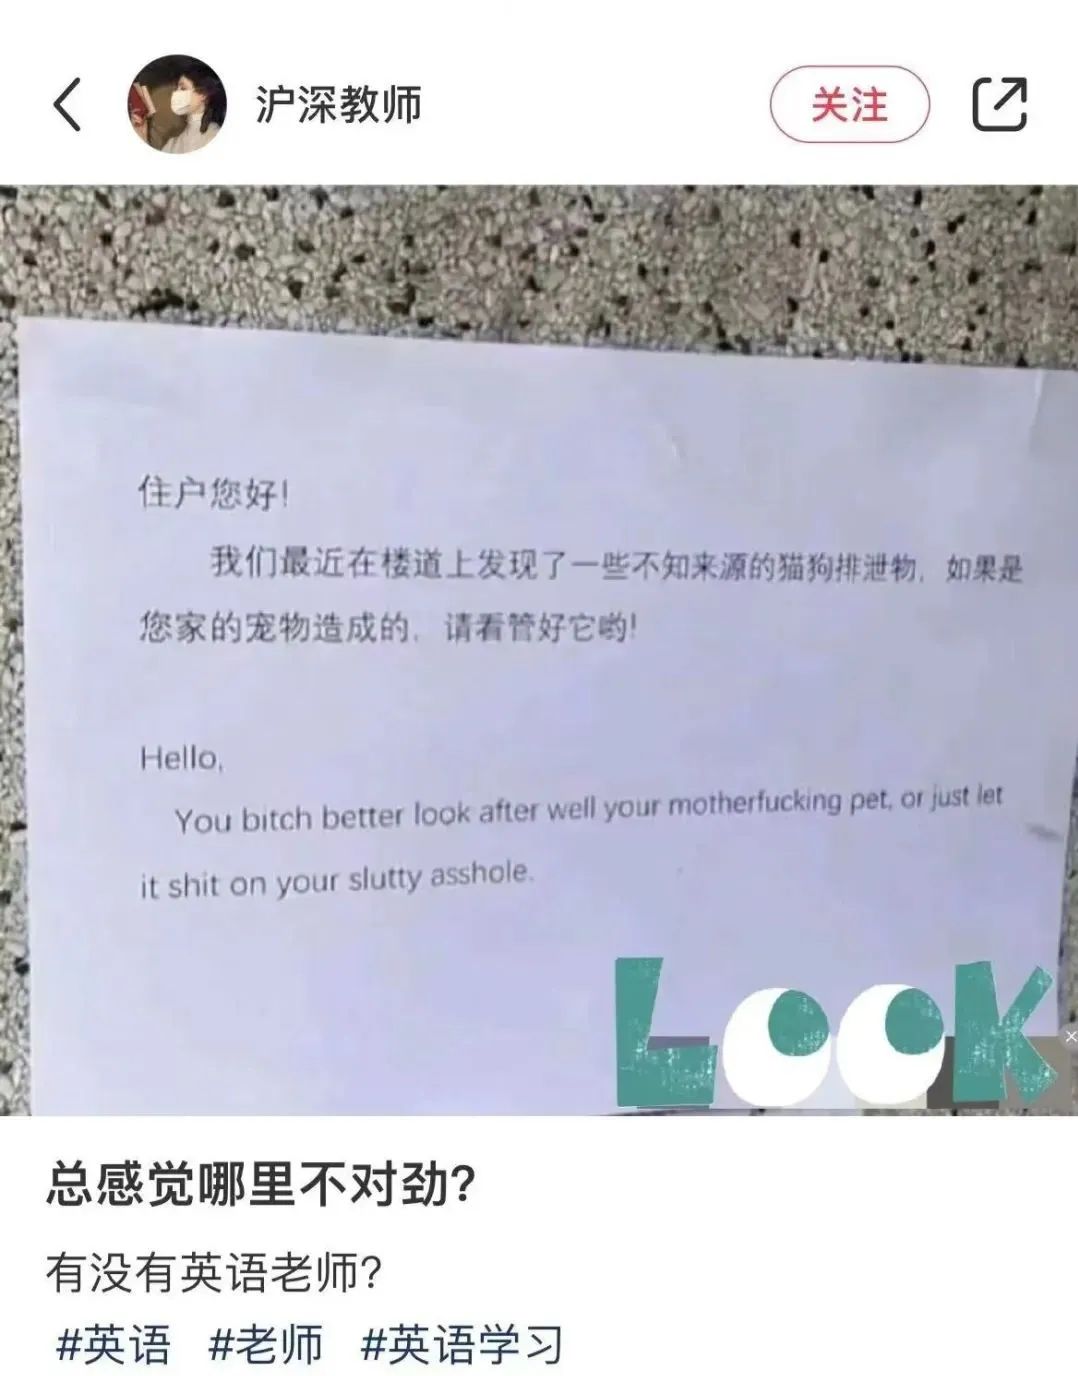 沪深教师
关注
住户您好!
我们最近在楼道上发现了一些不知来源的猫狗排泄物, 如果是
您家的宠物造成的, 请看管好它哟!
Hello,
You bitch better look after well your motherfucking pet, or just let
it shit on your slutty asshole.
LOOK
总感觉哪里不对劲?
有没有英语老师?
#英语 #老师 #英语学习